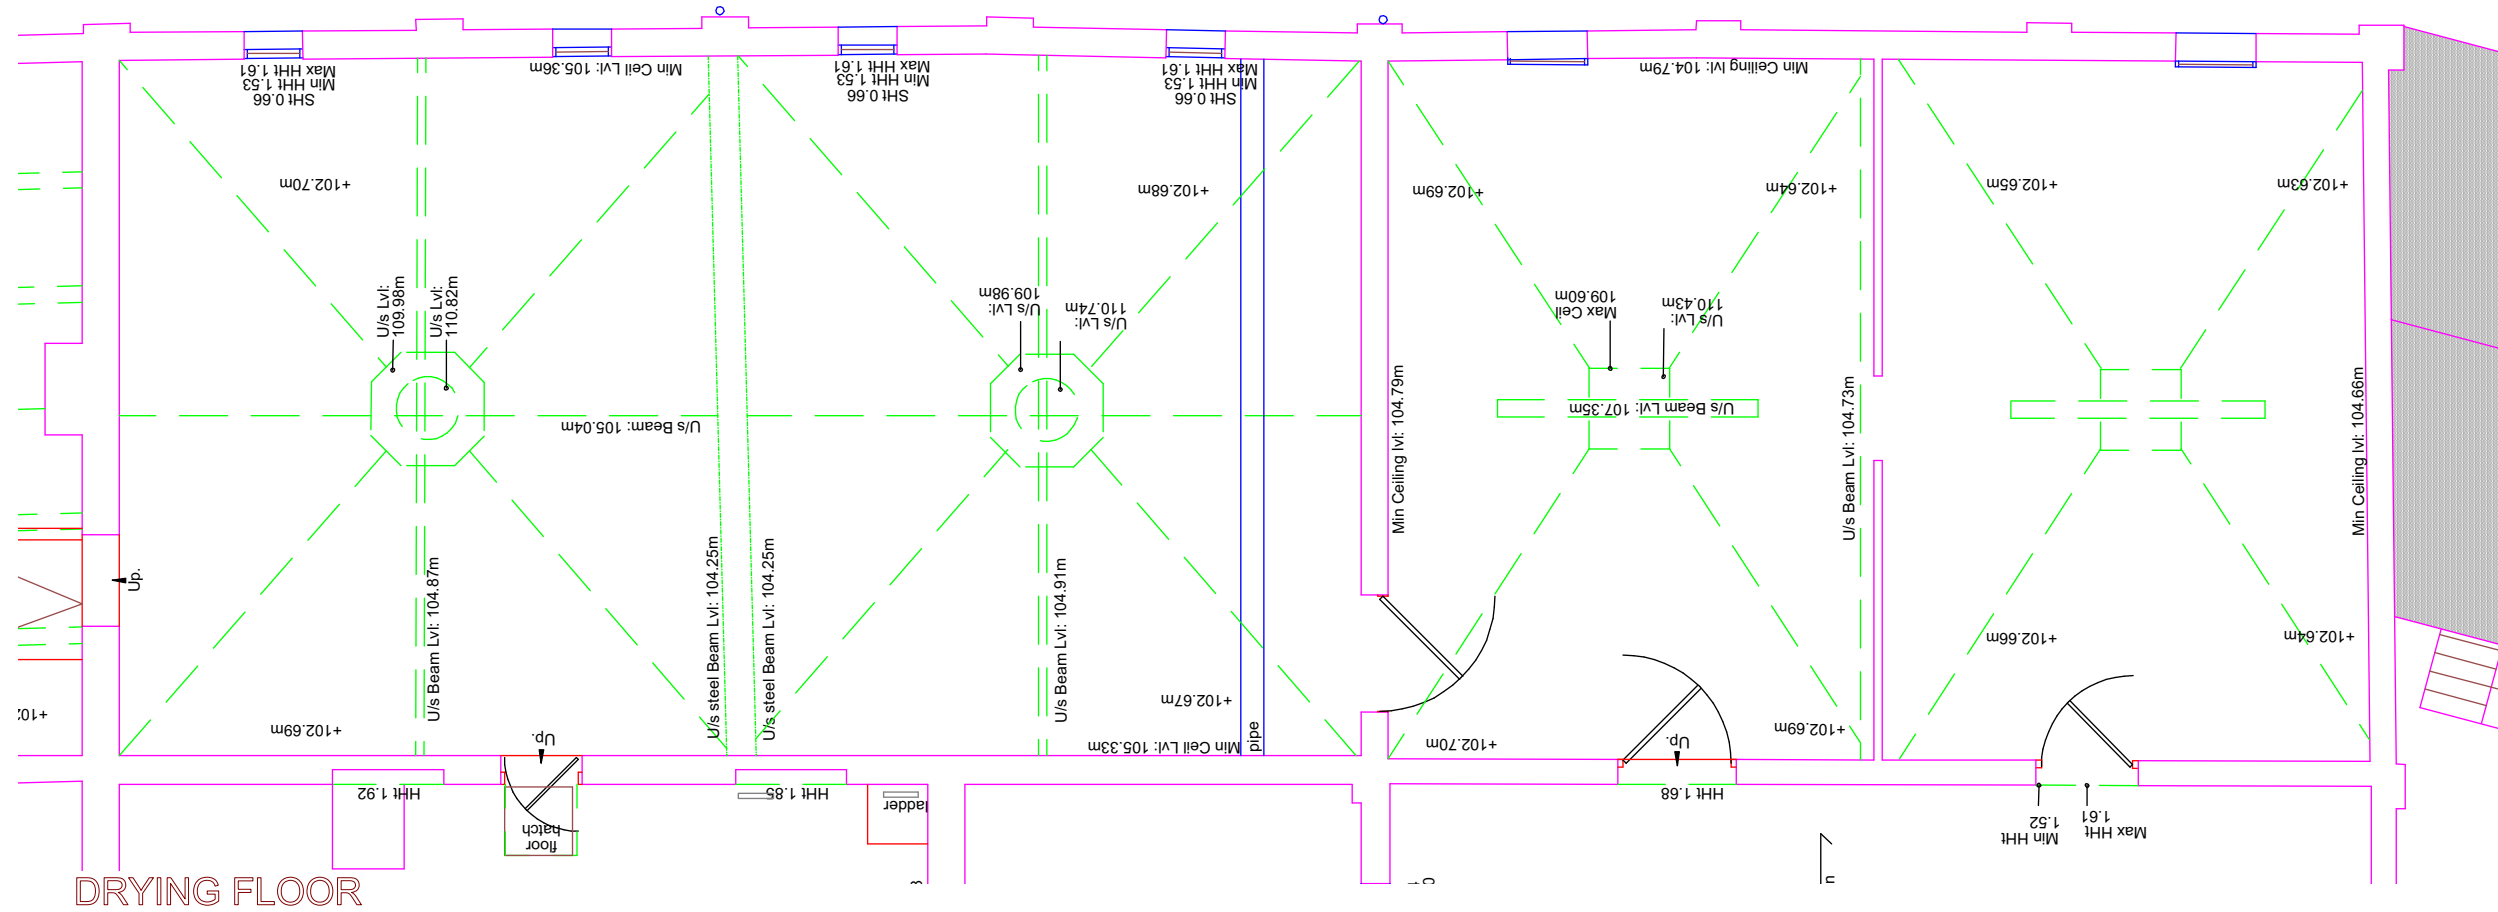 Max HHt 1.61
Min HHt 1.53
SHt 0.66
Min Ceil Lvl: 105.36m
Max HHt 1.61
Min HHt 1.53
SHt 0.66
Max HHt 1.61
Min HHt 1.53
SHt 0.66
Min Ceiling lvl: 104.79m
+102.70m
+102.68m
+102.69m
+102.64m
+102.65m
+102.63m
U/s Lvl:
109.98m
U/s Lvl:
110.82m
U/s Lvl:
109.98m
U/s Lvl:
110.74m
Max Ceil
109.60m
U/s Lvl:
110.43m
U/s Beam: 105.04m
U/s Beam Lvl: 107.35m
Min Ceiling lvl: 104.79m
U/s Beam Lvl: 104.73m
Min Ceiling lvl: 104.66m
Up.
U/s Beam Lvl: 104.87m
U/s steel Beam Lvl: 104.25m
U/s steel Beam Lvl: 104.25m
U/s Beam Lvl: 104.91m
+102.66m
+102.64m
+102.67m
+102
+102.69m
Up.
Min Ceil Lvl: 105.33m
pipe
+102.70m
Up.
+102.69m
HHt 1.92
HHt 1.85
ladder
HHt 1.68
floor
hatch
Min HHt
1.52
Max HHt
1.61
DRYING FLOOR